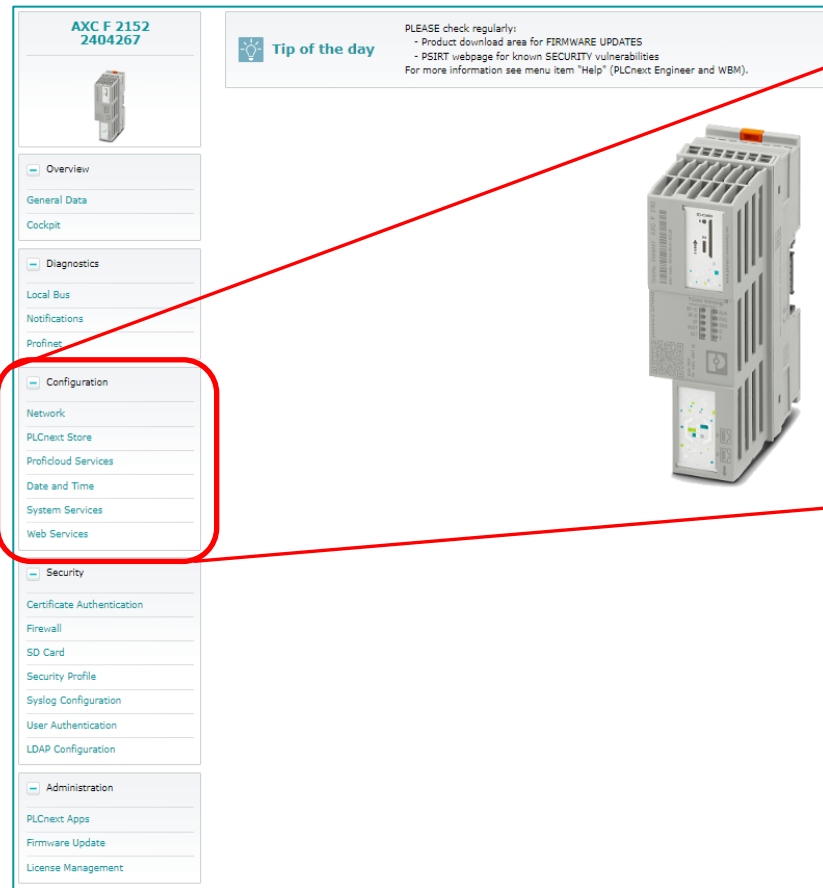 AXC F 2152
2404267
Tip of the day
PLEASE check regularly:
- Product download area for FIRMWARE UPDATES
- PSIRT webpage for known SECURITY vulnerabilities
For more information see menu item "Help" (PLCnext Engineer and WBM).
Overview
General Data
Cockpit
Diagnostics
Local Bus
Notifications
Profinet
Configuration
Network
PLCnext Store
Proficloud Services
Date and Time
System Services
Web Services
Security
Certificate Authentication
Firewall
SD Card
Security Profile
Syslog Configuration
User Authentication
LDAP Configuration
Administration
PLCnext Apps
Firmware Update
License Management